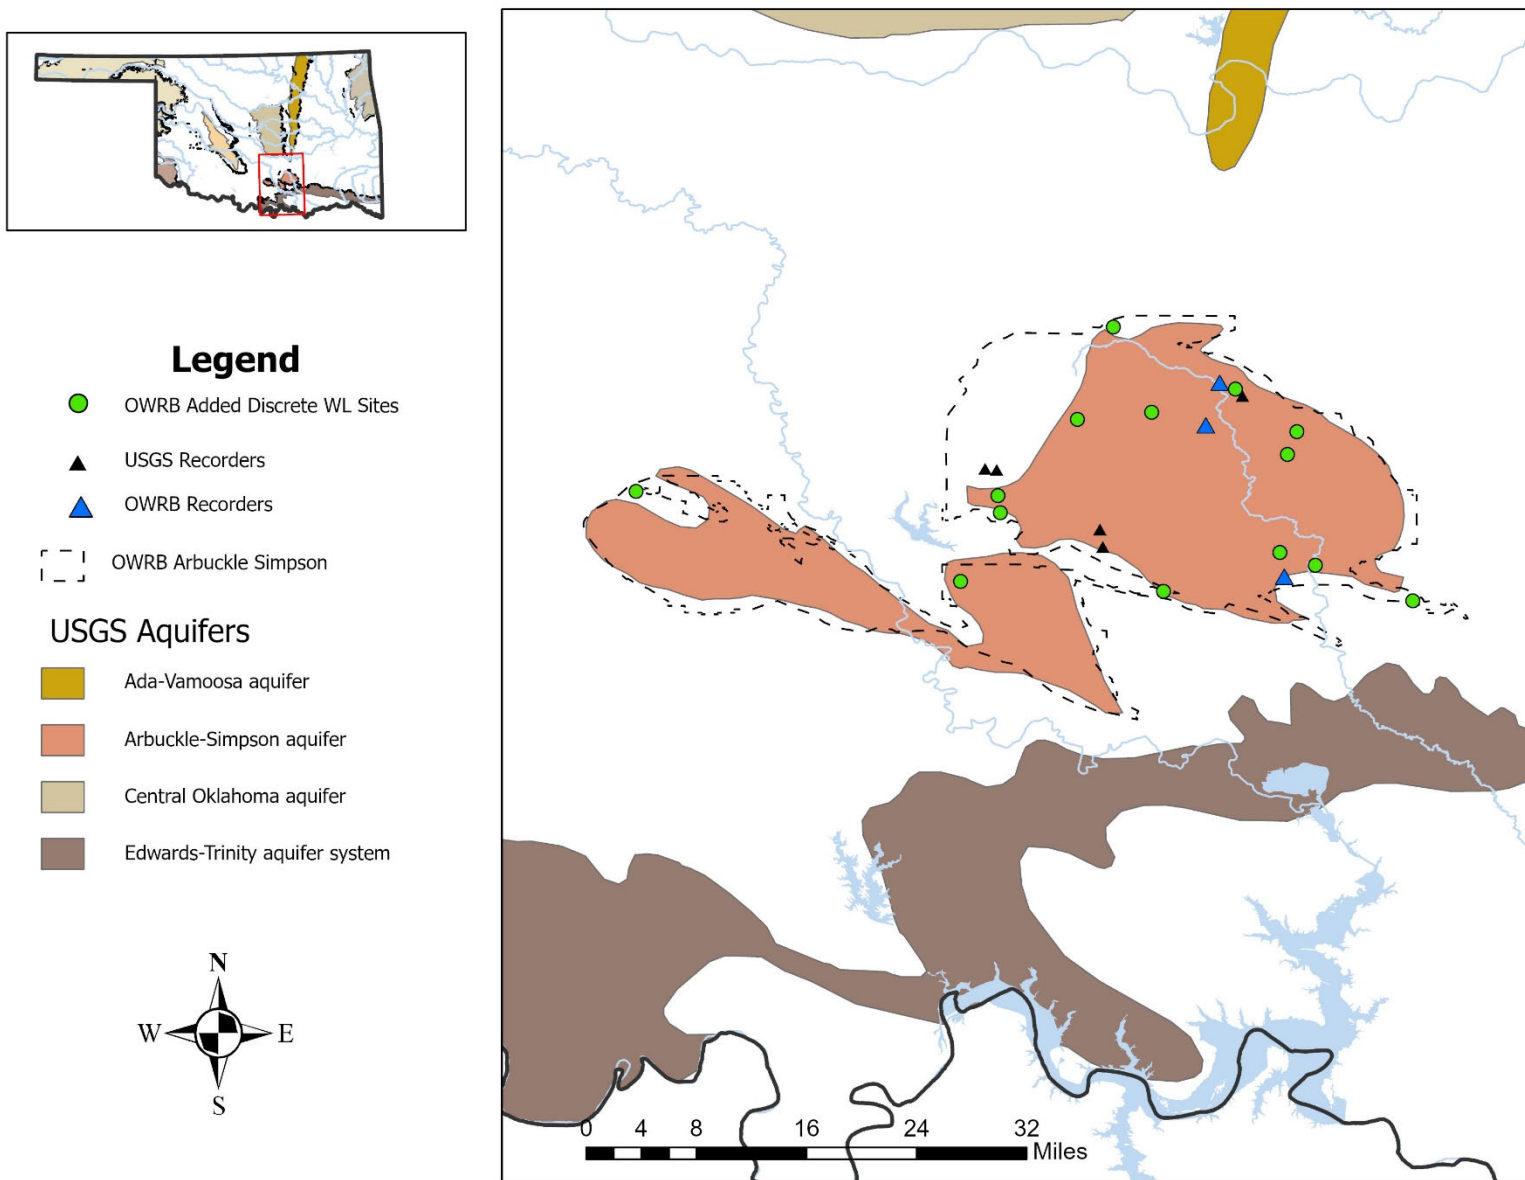 Legend
OWRB Added Discrete WL Sites
USGS Recorders
OWRB Recorders
OWRB Arbuckle Simpson
USGS Aquifers
Ada-Vamoosa aquifer
Arbuckle-Simpson aquifer
Central Oklahoma aquifer
Edwards-Trinity aquifer system
N
W E
S
0 4 8 16 24 32
Miles